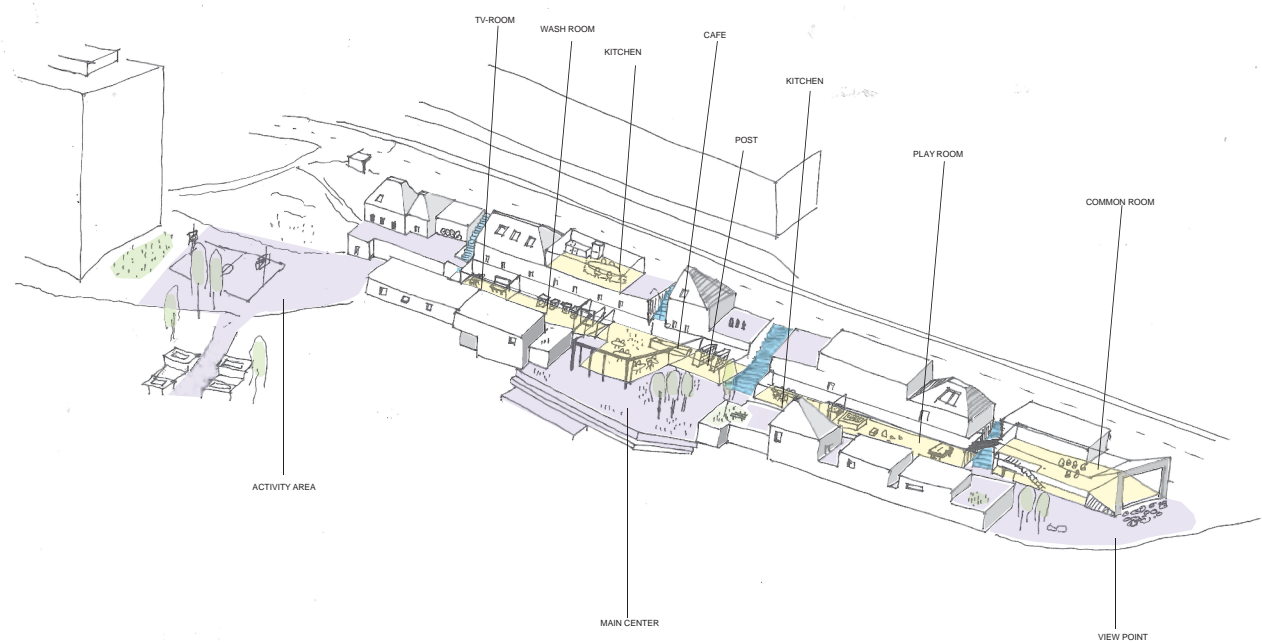 TV-ROOM
WASH ROOM
KITCHEN
CAFE
KITCHEN
POST
PLAY ROOM
COMMON ROOM
ACTIVITY AREA
MAIN CENTER
VIEW POINT